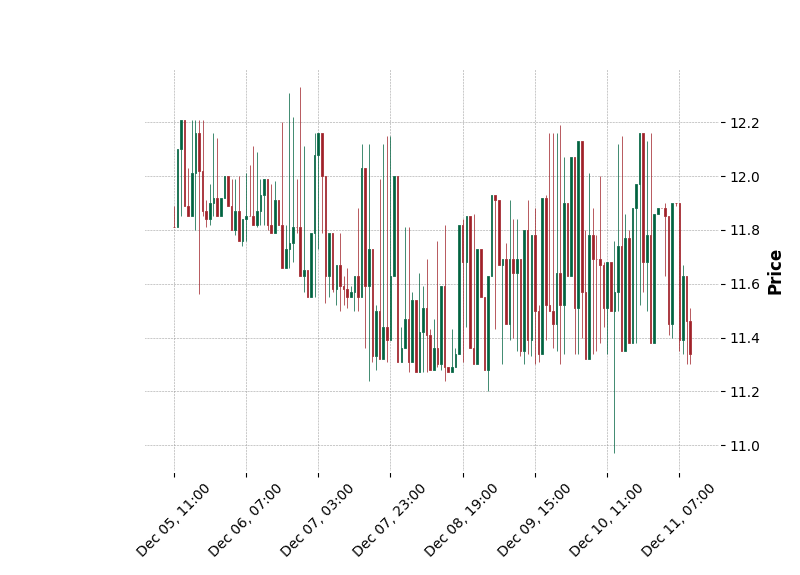 12.2
12.0
11.8
11.6
11.4
11.2
11.0
Price
Dec 05, 11:00
Dec 06, 07:00
Dec 07, 03:00
Dec 07, 23:00
Dec 08, 19:00
Dec 09, 15:00
Dec 10, 11:00
Dec 11, 07:00